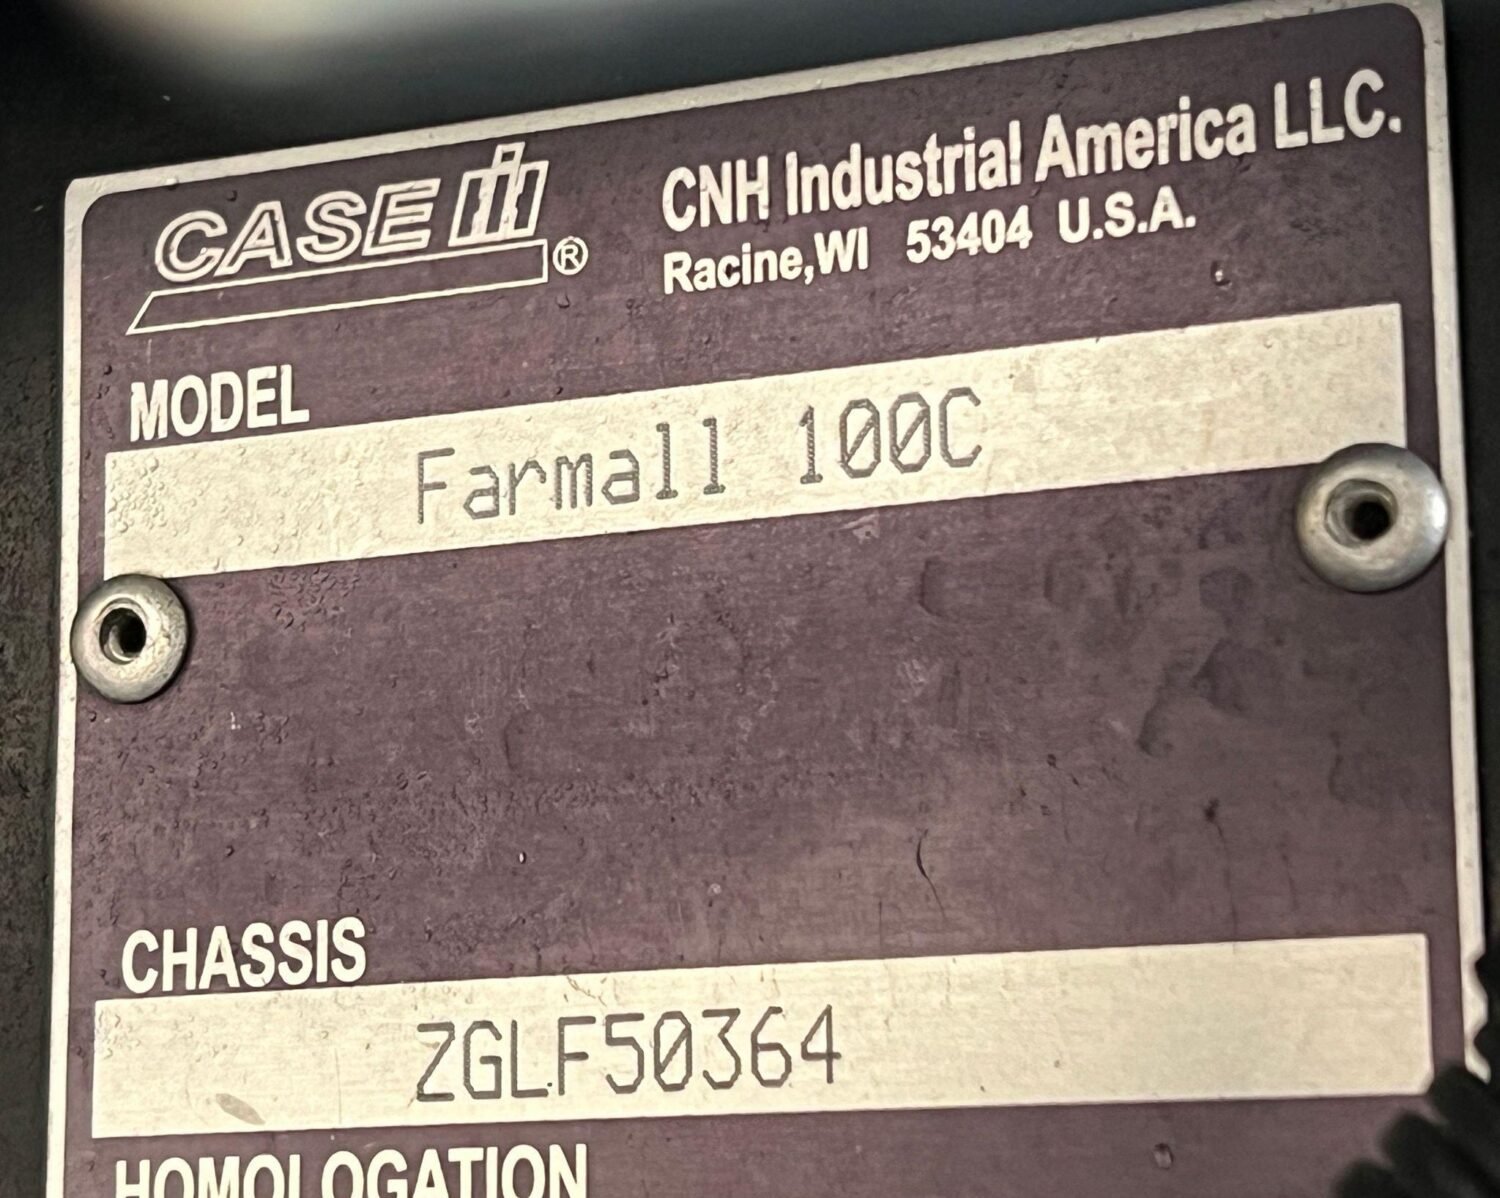 CASE IH ®
CNH Industrial America LLC.
Racine,WI 53404 U.S.A.
MODEL
Farmall 100C
CHASSIS
ZGLF50364
HOMOLOGATION